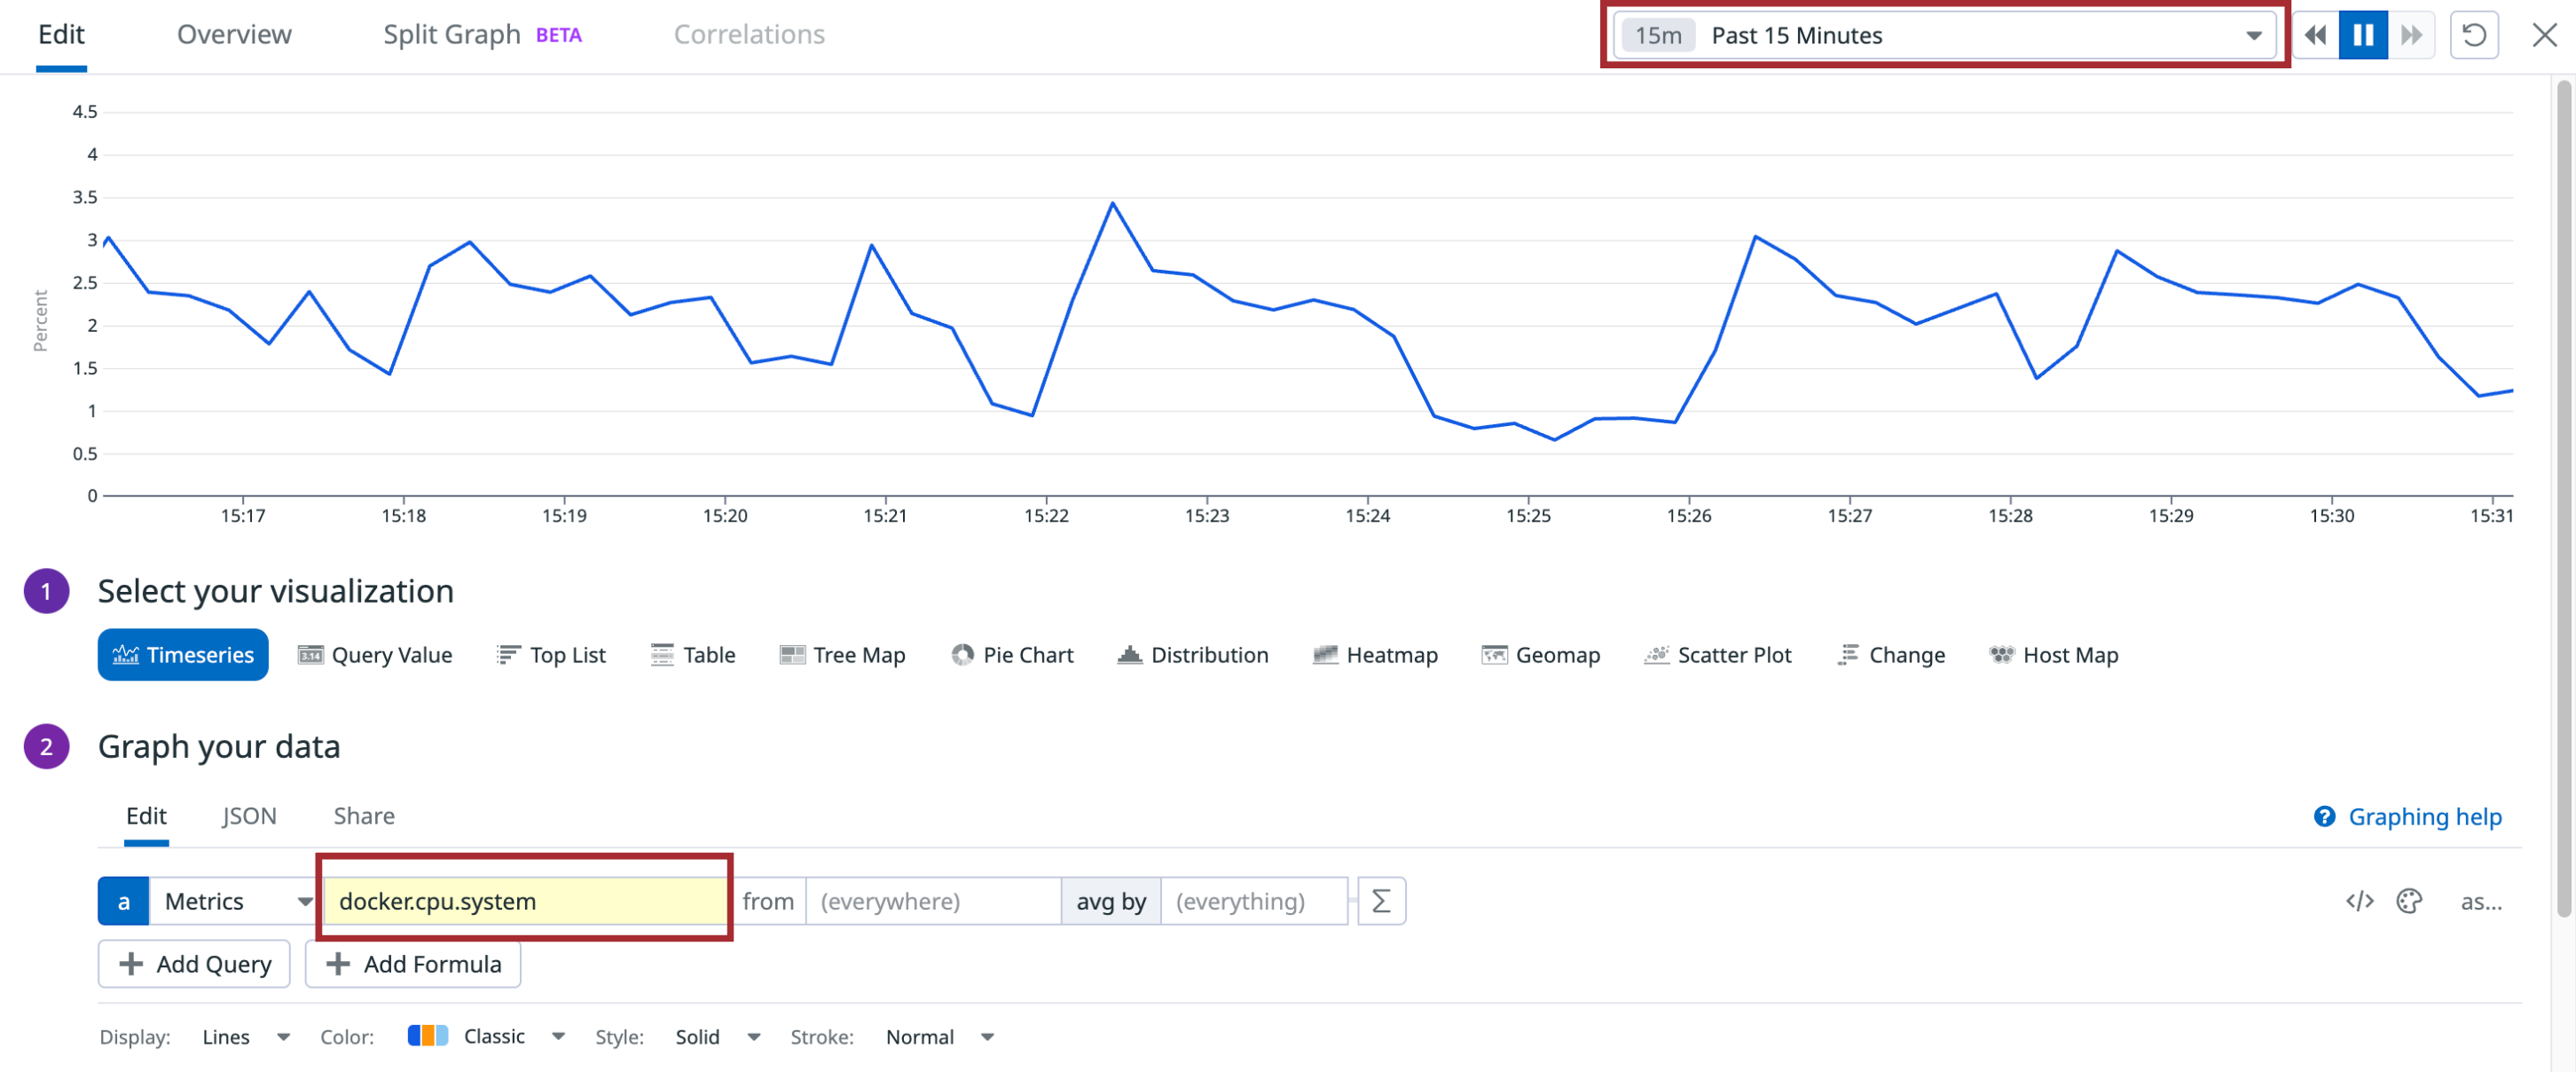 Edit Overview Split Graph BETA Correlations 15m Past 15 Minutes
4.5
4
3.5
3
2.5
2
1.5
1
0.5
0
Percent
15:17 15:18 15:19 15:20 15:21 15:22 15:23 15:24 15:25 15:26 15:27 15:28 15:29 15:30 15:31
1 Select your visualization
Timeseries 3.14 Query Value Top List Table Tree Map Pie Chart Distribution Heatmap Geomap Scatter Plot Change Host Map
2 Graph your data
Edit JSON Share ? Graphing help
a Metrics docker.cpu.system from (everywhere) avg by (everything) Σ </> as...
+ Add Query + Add Formula
Display: Lines Color: Classic Style: Solid Stroke: Normal